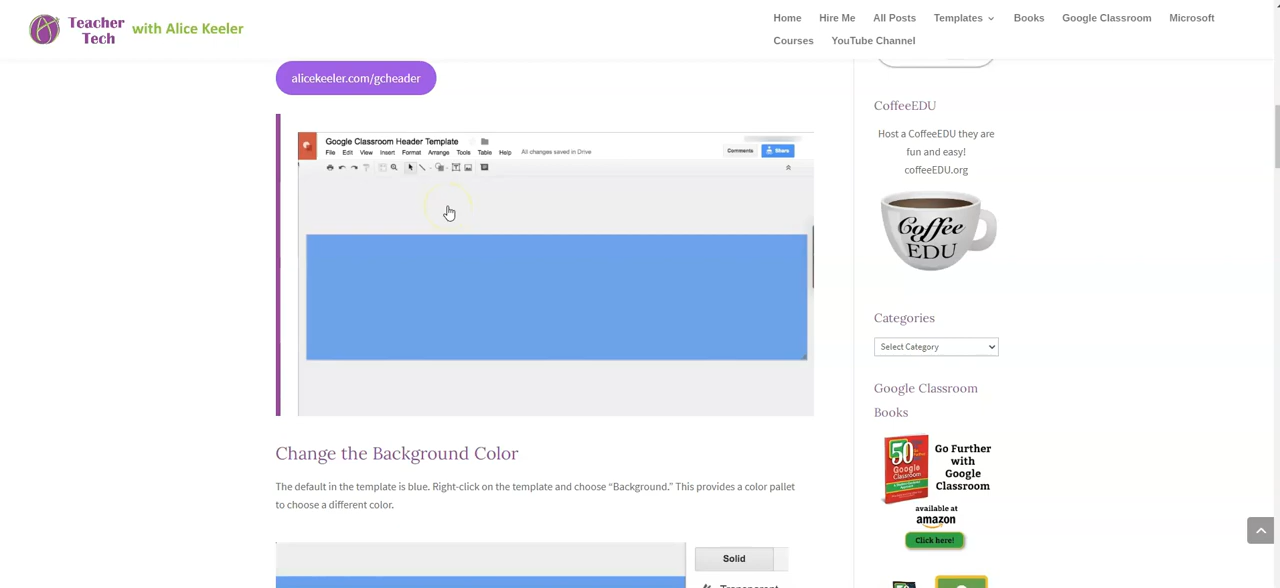 Teacher
Tech
with Alice Keeler
Home Hire Me All Posts Templates Books Google Classroom Microsoft
Courses YouTube Channel
alicekeeler.com/gcheader
Google Classroom Header Template
File Edit View Insert Format Arrange Tools Table Help All changes saved in Drive
Comments Share
Change the Background Color
The default in the template is blue. Right-click on the template and choose “Background.” This provides a color pallet
to choose a different color.
Solid
Transparent
CoffeeEDU
Host a CoffeeEDU they are
fun and easy!
coffeeEDU.org
Coffee
EDU
Categories
Select Category
Google Classroom
Books
50
Google
Classroom
Go Further
with
Google
Classroom
available at
amazon
Click here!